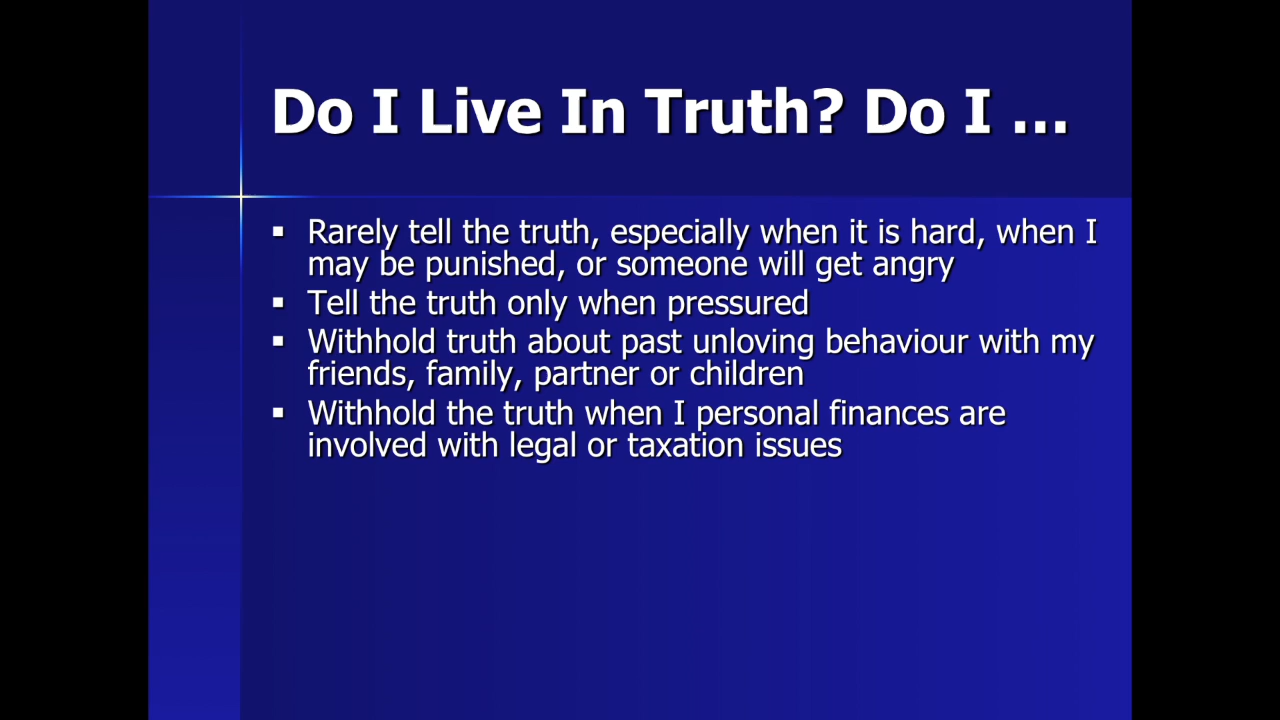 Do I Live In Truth? Do I ...
▪ Rarely tell the truth, especially when it is hard, when I
may be punished, or someone will get angry
▪ Tell the truth only when pressured
▪ Withhold truth about past unloving behaviour with my
friends, family, partner or children
▪ Withhold the truth when I personal finances are
involved with legal or taxation issues